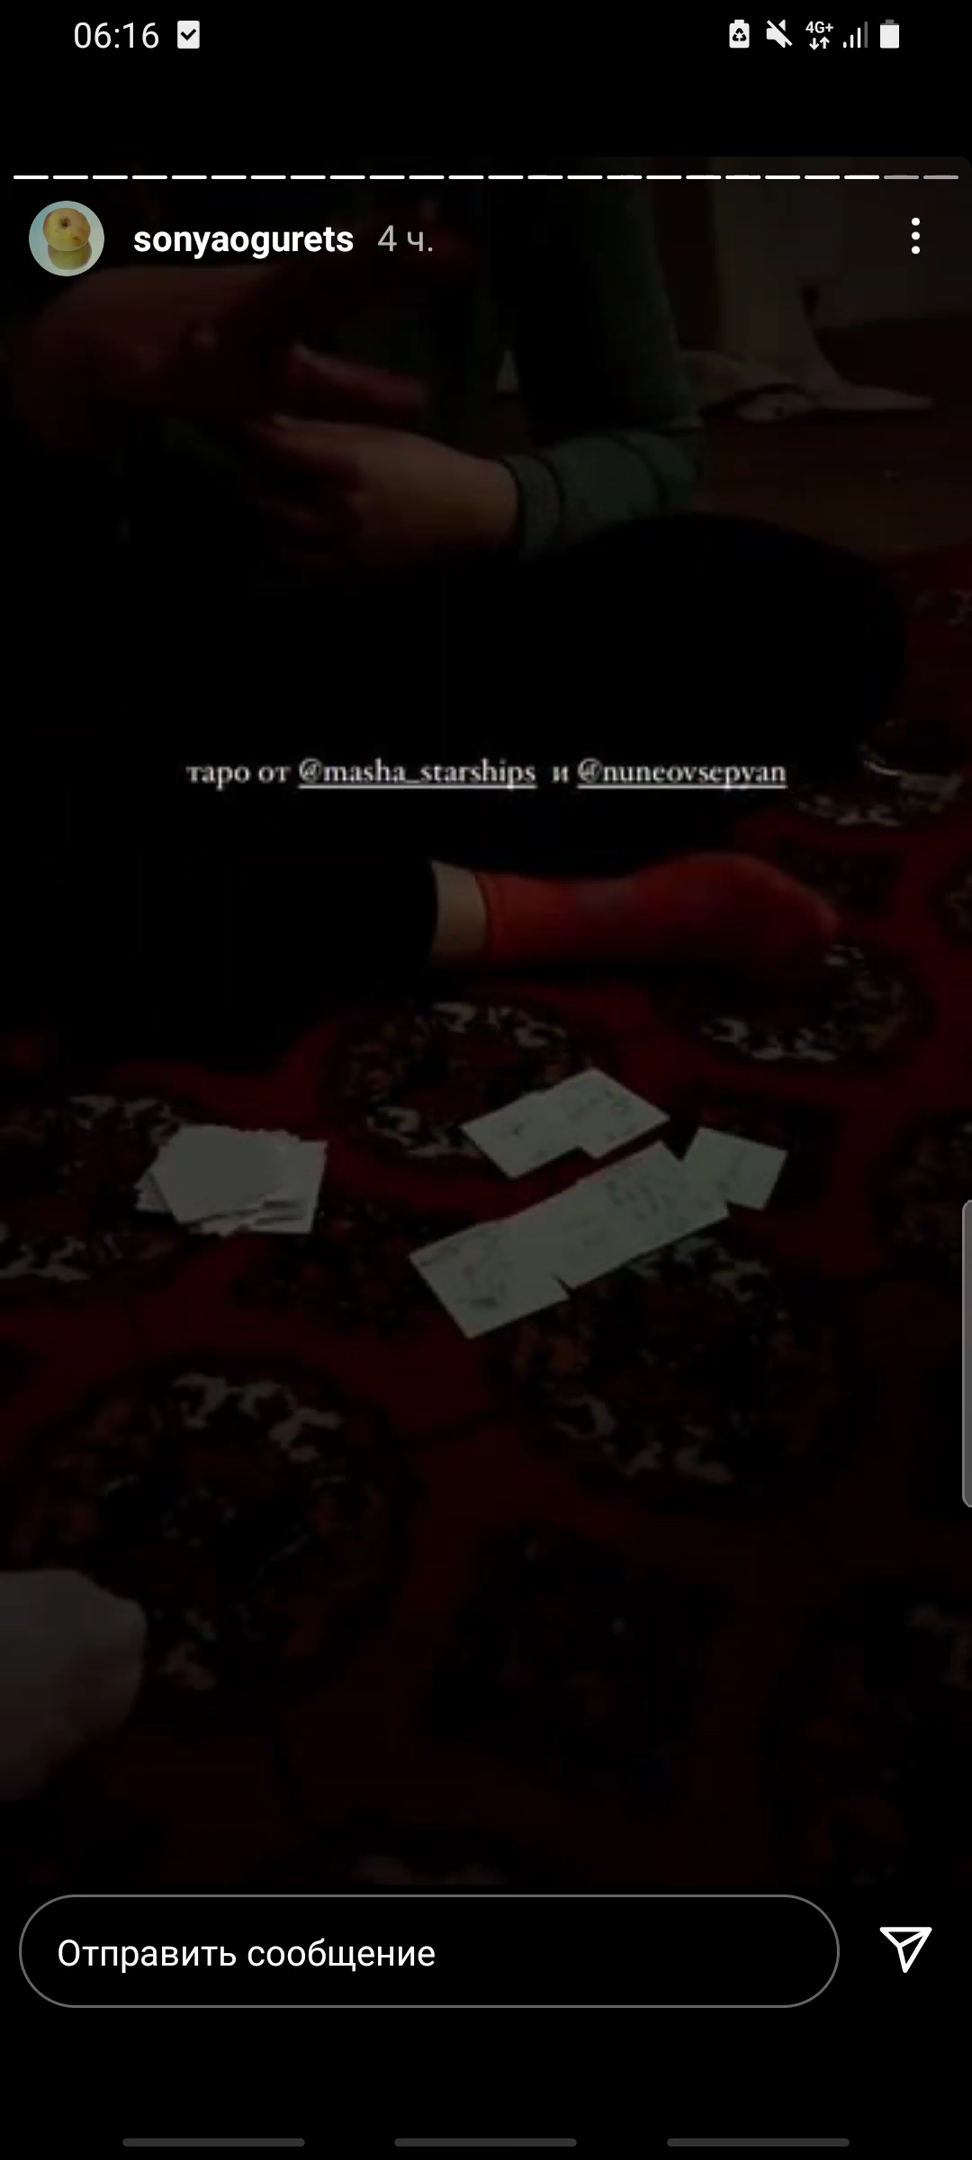 06:16
4G+
sonyaogurets 4 ч.
таро от @masha_starships и @nuneovsepyan
Отправить сообщение